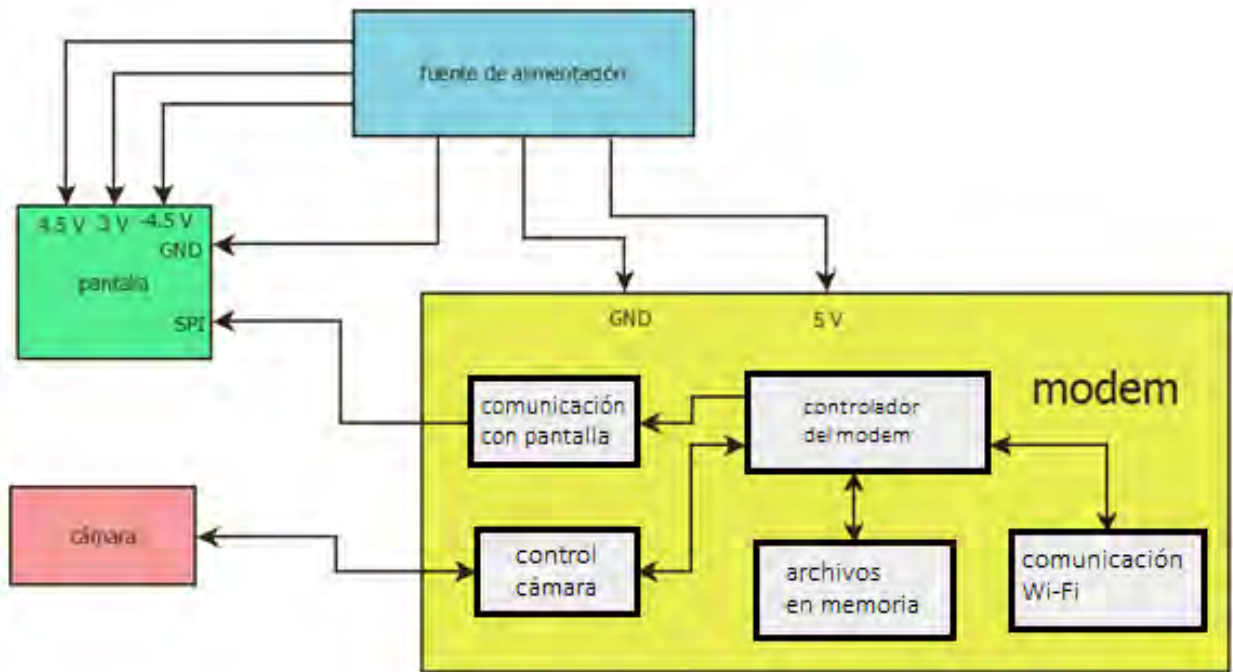 fuente de alimentación
4.5 V 3 V -4.5 V
GND
pantalla
SPI
GND 5 V
modem
comunicación
con pantalla
controlador
del modem
cámara
control
cámara
archivos
en memoria
comunicación
Wi-Fi